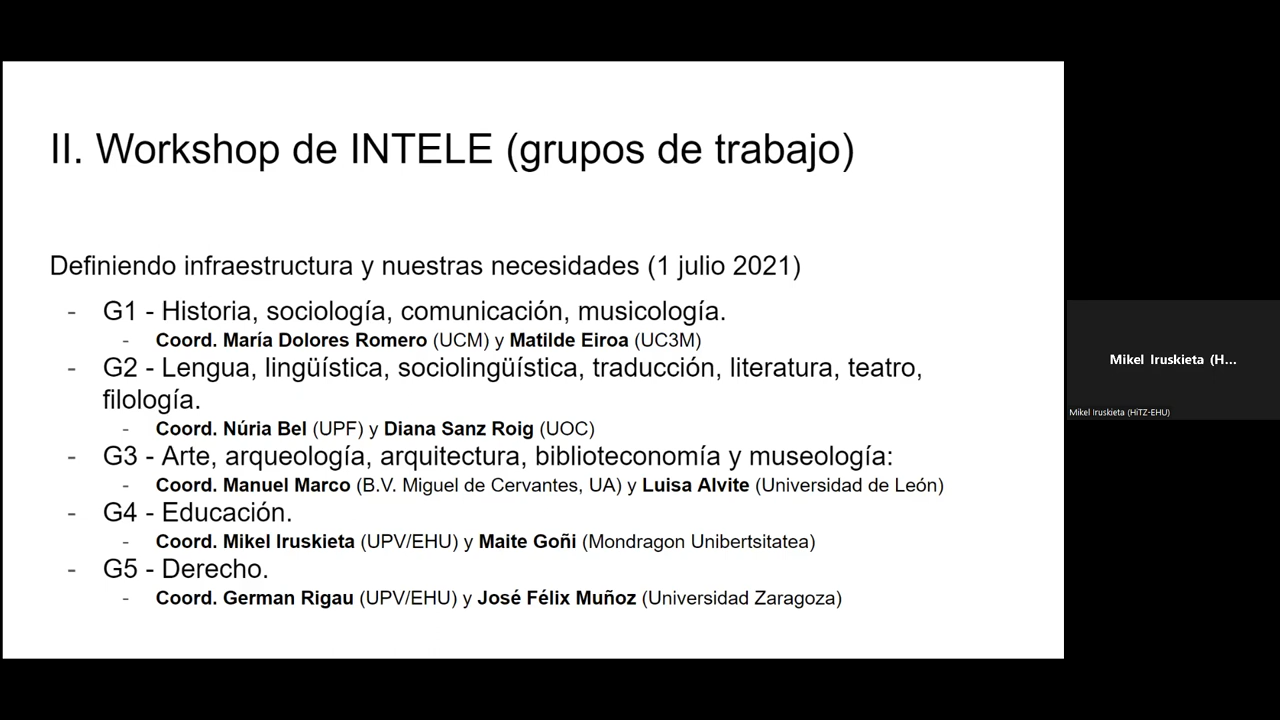 II. Workshop de INTELE (grupos de trabajo)
Definiendo infraestructura y nuestras necesidades (1 julio 2021)
- G1 - Historia, sociología, comunicación, musicología.
- Coord. María Dolores Romero (UCM) y Matilde Eiroa (UC3M)
- G2 - Lengua, lingüística, sociolingüística, traducción, literatura, teatro,
filología.
- Coord. Núria Bel (UPF) y Diana Sanz Roig (UOC)
- G3 - Arte, arqueología, arquitectura, biblioteconomía y museología:
- Coord. Manuel Marco (B.V. Miguel de Cervantes, UA) y Luisa Alvite (Universidad de León)
- G4 - Educación.
- Coord. Mikel Iruskieta (UPV/EHU) y Maite Goñi (Mondragon Unibertsitatea)
- G5 - Derecho.
- Coord. German Rigau (UPV/EHU) y José Félix Muñoz (Universidad Zaragoza)
Mikel Iruskieta (H...
Mikel Iruskieta (HiTZ-EHU)